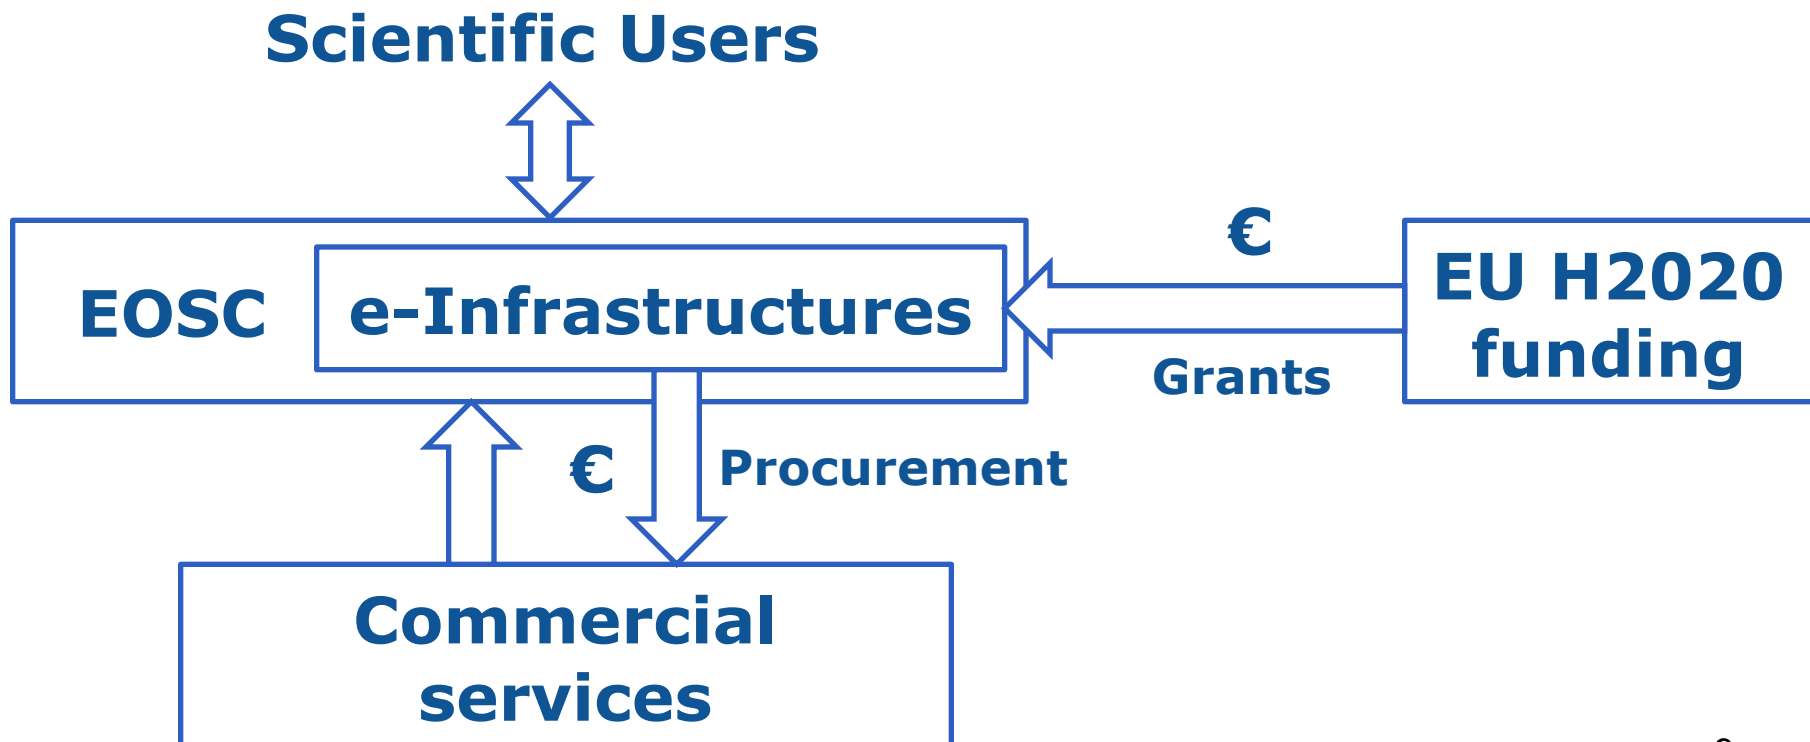 Scientific Users
€
EOSC
e-Infrastructures
EU H2020
funding
Grants
€
Procurement
Commercial
services